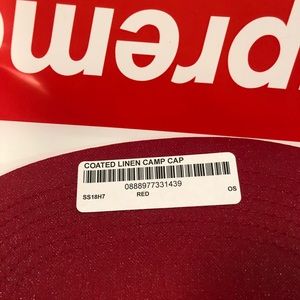 preme
COATED LINEN CAMP CAP
0888977331439
SS18H7 RED OS